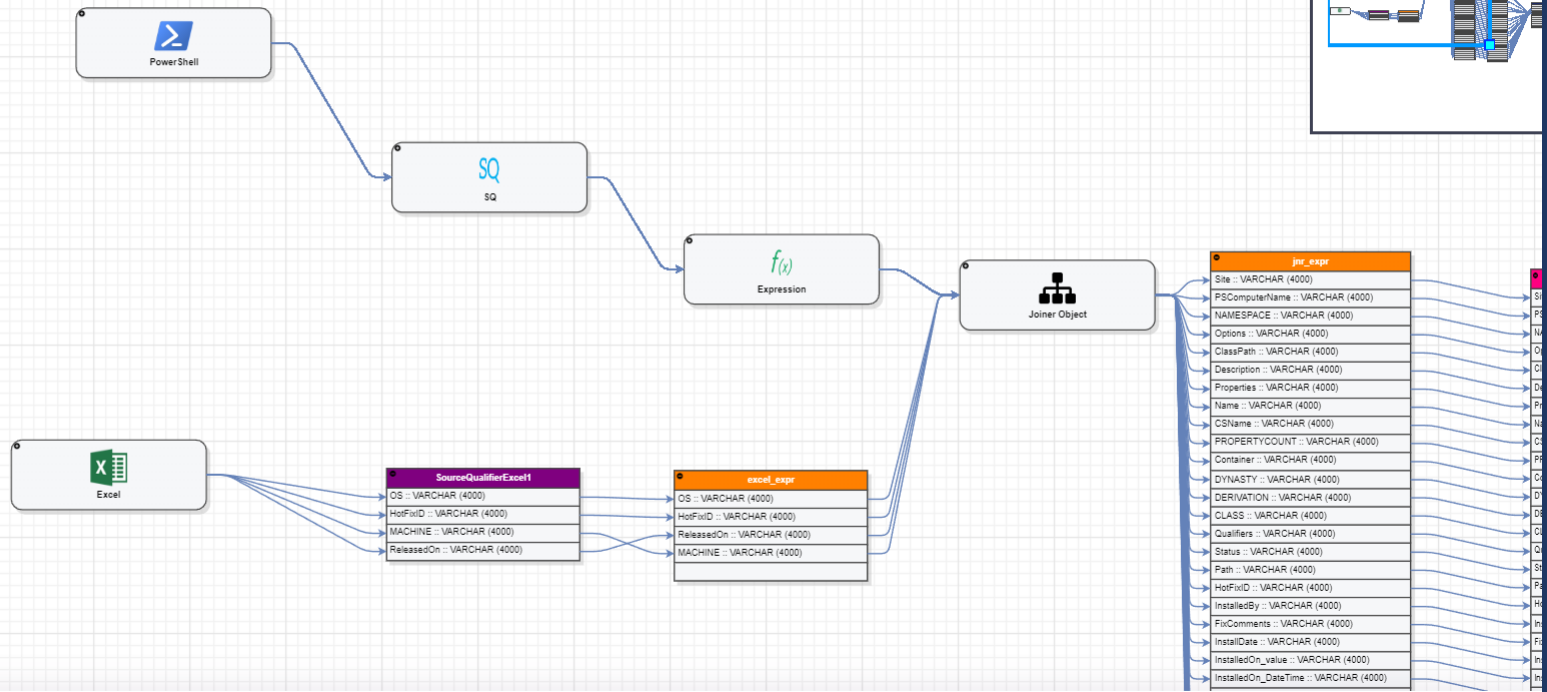 PowerShell
SQ
SQ
f(x)
Expression
Joiner Object
Excel
SourceQualifierExcel1
OS :: VARCHAR (4000)
HotFixID :: VARCHAR (4000)
MACHINE :: VARCHAR (4000)
ReleasedOn :: VARCHAR (4000)
excel_expr
OS :: VARCHAR (4000)
HotFixID :: VARCHAR (4000)
ReleasedOn :: VARCHAR (4000)
MACHINE :: VARCHAR (4000)
jnr_expr
Site :: VARCHAR (4000)
PSComputerName :: VARCHAR (4000)
NAMESPACE :: VARCHAR (4000)
Options :: VARCHAR (4000)
ClassPath :: VARCHAR (4000)
Description :: VARCHAR (4000)
Properties :: VARCHAR (4000)
Name :: VARCHAR (4000)
CSName :: VARCHAR (4000)
PROPERTYCOUNT :: VARCHAR (4000)
Container :: VARCHAR (4000)
DYNASTY :: VARCHAR (4000)
DERIVATION :: VARCHAR (4000)
CLASS :: VARCHAR (4000)
Qualifiers :: VARCHAR (4000)
Status :: VARCHAR (4000)
Path :: VARCHAR (4000)
HotFixID :: VARCHAR (4000)
InstalledBy :: VARCHAR (4000)
FixComments :: VARCHAR (4000)
InstallDate :: VARCHAR (4000)
InstalledOn_value :: VARCHAR (4000)
InstalledOn_DateTime :: VARCHAR (4000)